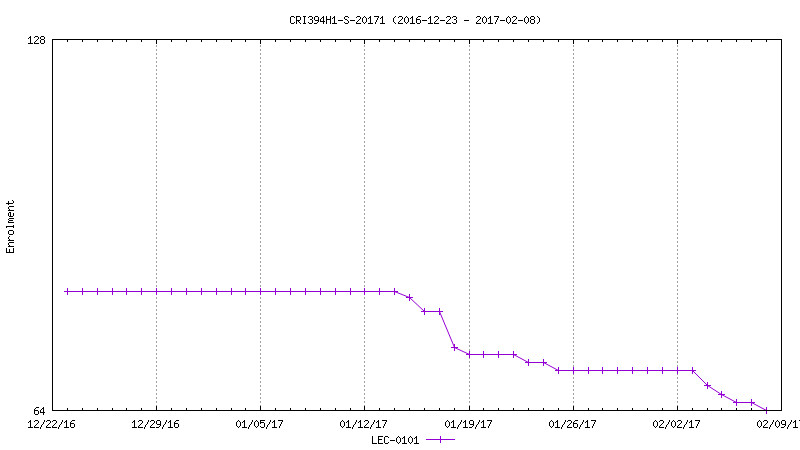 CRI394H1-S-20171 (2016-12-23 - 2017-02-08)
128
Enrolment
64
12/22/16 12/29/16 01/05/17 01/12/17 01/19/17 01/26/17 02/02/17 02/09/1
LEC-0101